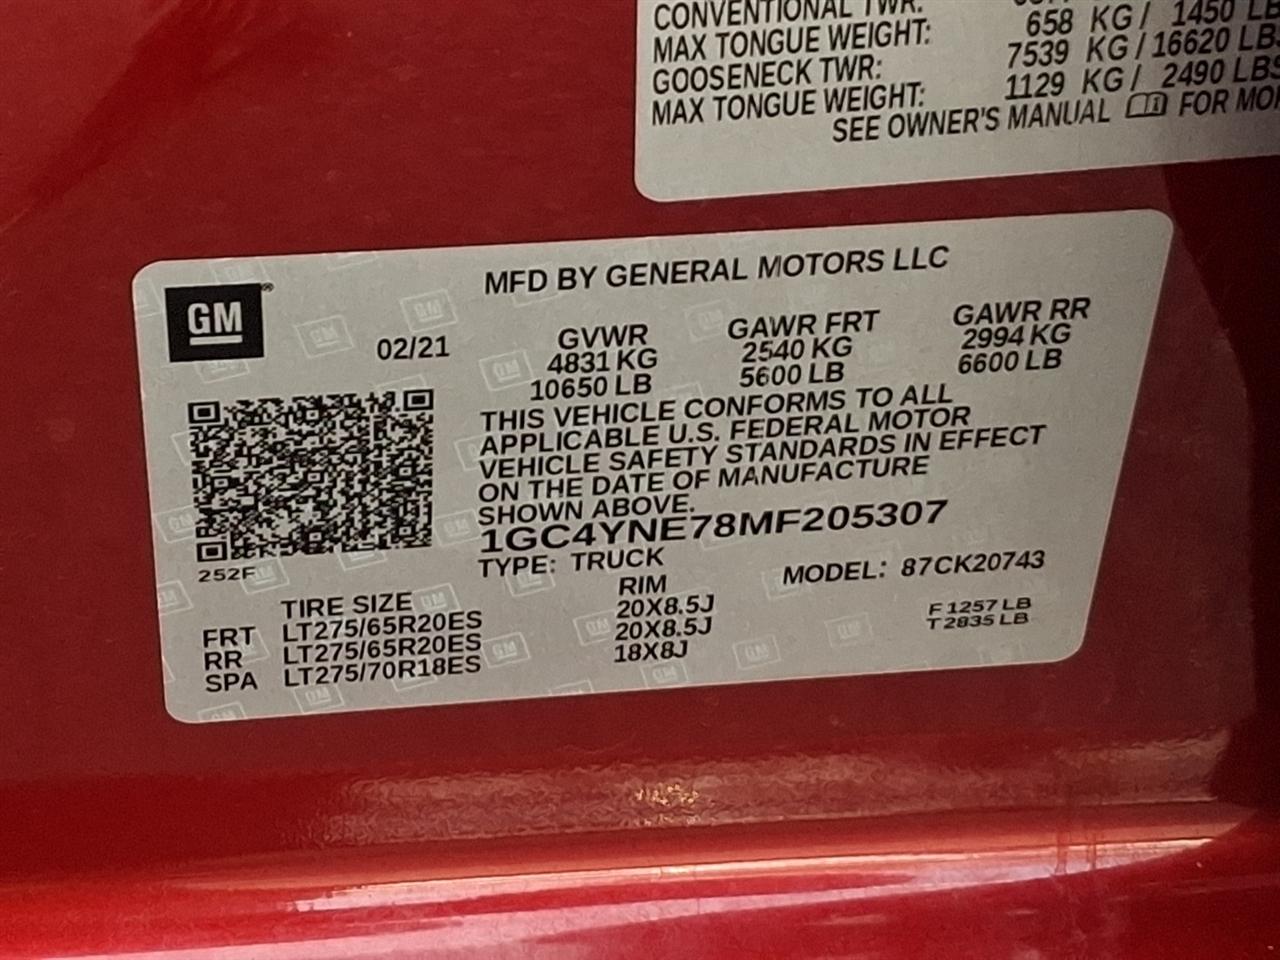 CONVENTIONAL TWR:
658 KG/ 1450 LB
MAX TONGUE WEIGHT:
7539 KG/16620 LBS
GOOSENECK TWR:
1129 KG/ 2490 LBS
MAX TONGUE WEIGHT:
SEE OWNER'S MANUAL FOR
MFD BY GENERAL MOTORS LLC
GM®
02/21
GVWR GAWR FRT GAWR RR
4831 KG 2540 KG 2994 KG
10650 LB 5600 LB 6600 LB
THIS VEHICLE CONFORMS TO ALL
APPLICABLE U.S. FEDERAL MOTOR
VEHICLE SAFETY STANDARDS IN EFFECT
ON THE DATE OF MANUFACTURE
SHOWN ABOVE.
1GC4YNE78MF205307
252F
TYPE: TRUCK MODEL: 87CK20743
TIRE SIZE RIM
FRT LT275/65R20ES 20X8.5J F 1257 LB
RR LT275/65R20ES 20X8.5J T 2835 LB
SPA LT275/70R18ES 18X8J